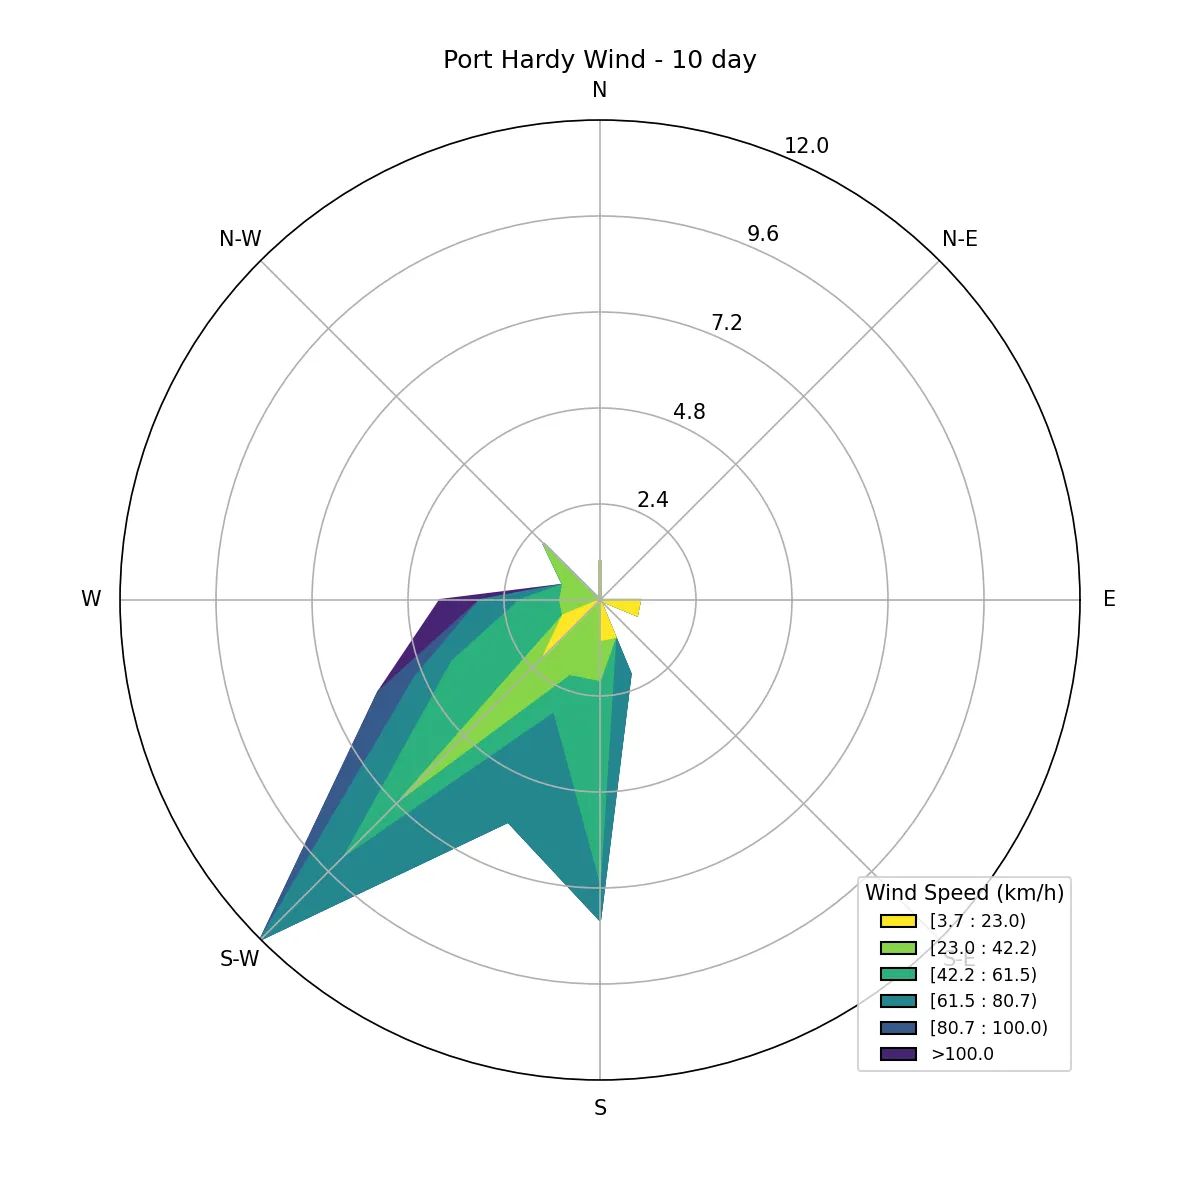 Port Hardy Wind - 10 day
N
12.0
N-W
N-E
9.6
7.2
4.8
2.4
W
E
Wind Speed (km/h)
[3.7 : 23.0)
[23.0 : 42.2)
S-W
S-E
[42.2 : 61.5)
[61.5 : 80.7)
[80.7 : 100.0)
>100.0
S